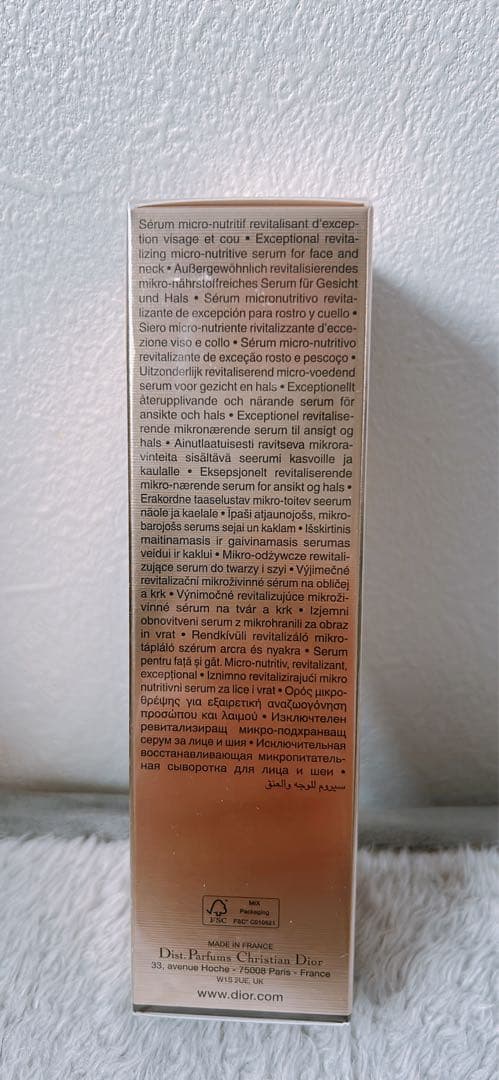 Sérum micro-nutritif revitalisant d'excep-
tion visage et cou • Exceptional revita-
lizing micro-nutritive serum for face and
neck • Außergewöhnlich revitalisierendes
mikro-nährstoffreiches Serum für Gesicht
und Hals • Sérum micronutritivo revita-
lizante de excepción para rostro y cuello •
Siero micro-nutriente rivitalizzante d'ecce-
zione viso e collo • Sérum micro-nutritivo
revitalizante de exceção rosto e pescoço •
Uitzonderlijk revitaliserend micro-voedend
serum voor gezicht en hals • Exceptionellt
återupplivande och närande serum för
ansikte och hals • Exceptionel revitalise-
rende mikronærende serum til ansigt og
hals • Ainutlaatuisesti ravitseva mikrora-
vinteita sisältävä seerumi kasvoille ja
kaulalle • Eksepsjonelt revitaliserende
mikro-nærende serum for ansikt og hals •
Erakordne taaselustav mikro-toitev seerum
näole ja kaelale • Īpaši atjaunojošs, mikro-
barojošs serums sejai un kaklam • Išskirtinis
maitinamasis ir gaivinamasis serumas
veidui ir kaklui • Mikro-odżywcze rewitali-
zujące serum do twarzy i szyi • Výjimečné
revitalizační mikroživinné sérum na obličej
a krk • Výnimočné revitalizujúce mikroži-
vinné sérum na tvár a krk • Izjemni
obnovitveni serum z mikrohranili za obraz
in vrat • Rendkívüli revitalizáló mikro-
tápláló szérum arcra és nyakra • Serum
pentru față și gât. Micro-nutritiv, revitalizant,
excepțional • Iznimno revitalizirajući mikro
nutritivni serum za lice i vrat • Ορός μικρο-
θρέψης για εξαιρετική αναζωογόνηση
προσώπου και λαιμού • Изключителен
ревитализиращ микро-подхранващ
серум за лице и шия • Исключительная
восстанавливающая микропитатель-
ная сыворотка для лица и шеи •
سيروم للوجه والعنق
FSC
MIX
Packaging
FSC® C010621
MADE IN FRANCE
Dist. Parfums Christian Dior
33, avenue Hoche - 75008 Paris - France
W1S 2UE, UK
www.dior.com